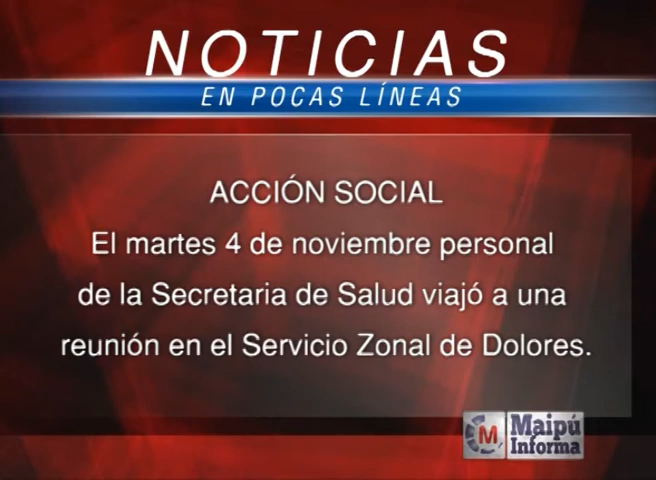 NOTICIAS
EN POCAS LÍNEAS
ACCIÓN SOCIAL
El martes 4 de noviembre personal
de la Secretaria de Salud viajó a una
reunión en el Servicio Zonal de Dolores.
M Maipú
Informa